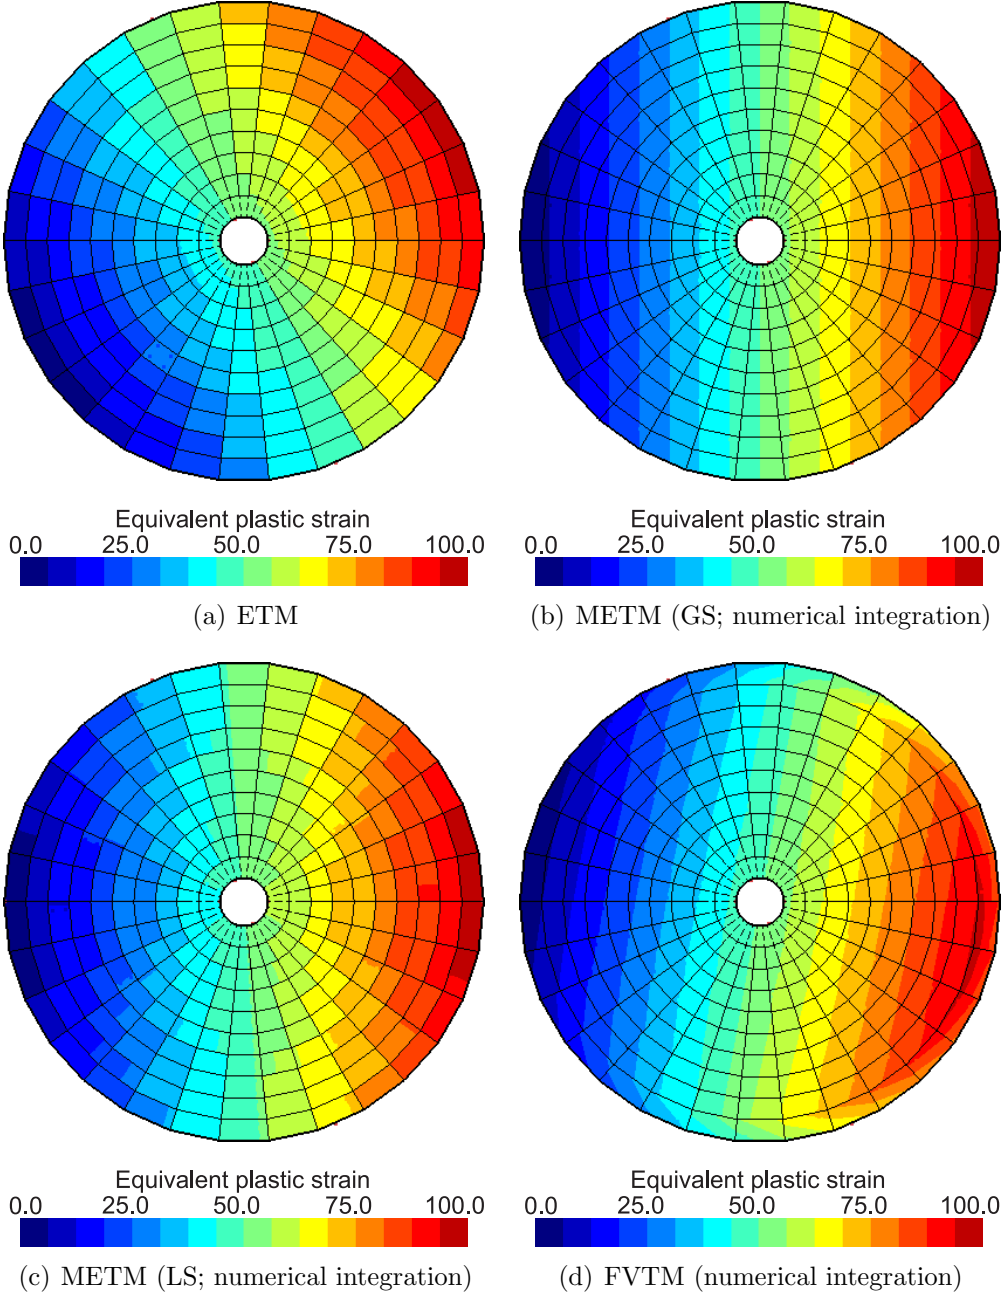 Equivalent plastic strain Equivalent plastic strain
0.0 25.0 50.0 75.0 100.0 0.0 25.0 50.0 75.0 100.0
(a) ETM (b) METM (GS; numerical integration)
Equivalent plastic strain Equivalent plastic strain
0.0 25.0 50.0 75.0 100.0 0.0 25.0 50.0 75.0 100.0
(c) METM (LS; numerical integration) (d) FVTM (numerical integration)